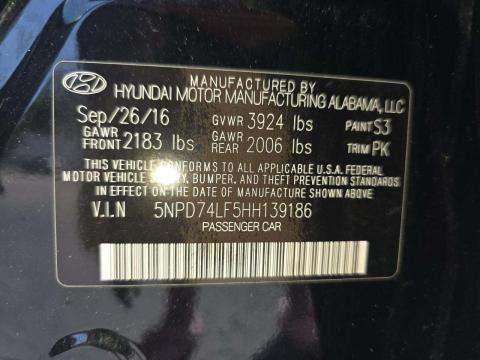 MANUFACTURED BY
HYUNDAI MOTOR MANUFACTURING ALABAMA, LLC
Sep/26/16 GVWR 3924 lbs PAINT S3
GAWR FRONT 2183 lbs GAWR REAR 2006 lbs TRIM PK
THIS VEHICLE CONFORMS TO ALL APPLICABLE U.S.A. FEDERAL
MOTOR VEHICLE SAFETY, BUMPER, AND THEFT PREVENTION STANDARDS
IN EFFECT ON THE DATE OF MANUFACTURE SHOWN ABOVE.
V.I.N 5NPD74LF5HH139186
PASSENGER CAR